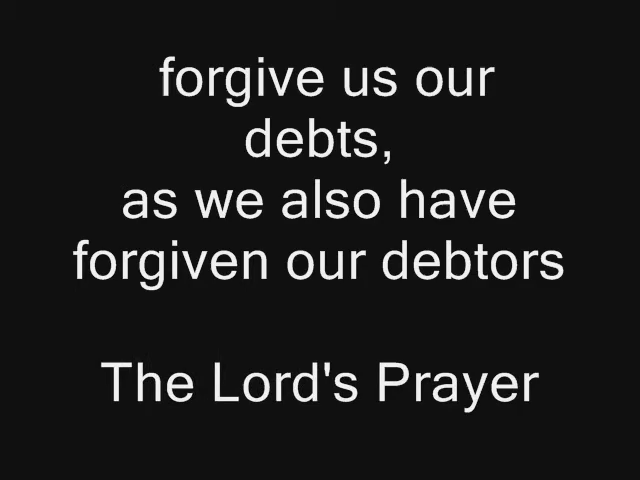 forgive us our
debts,
as we also have
forgiven our debtors
The Lord's Prayer